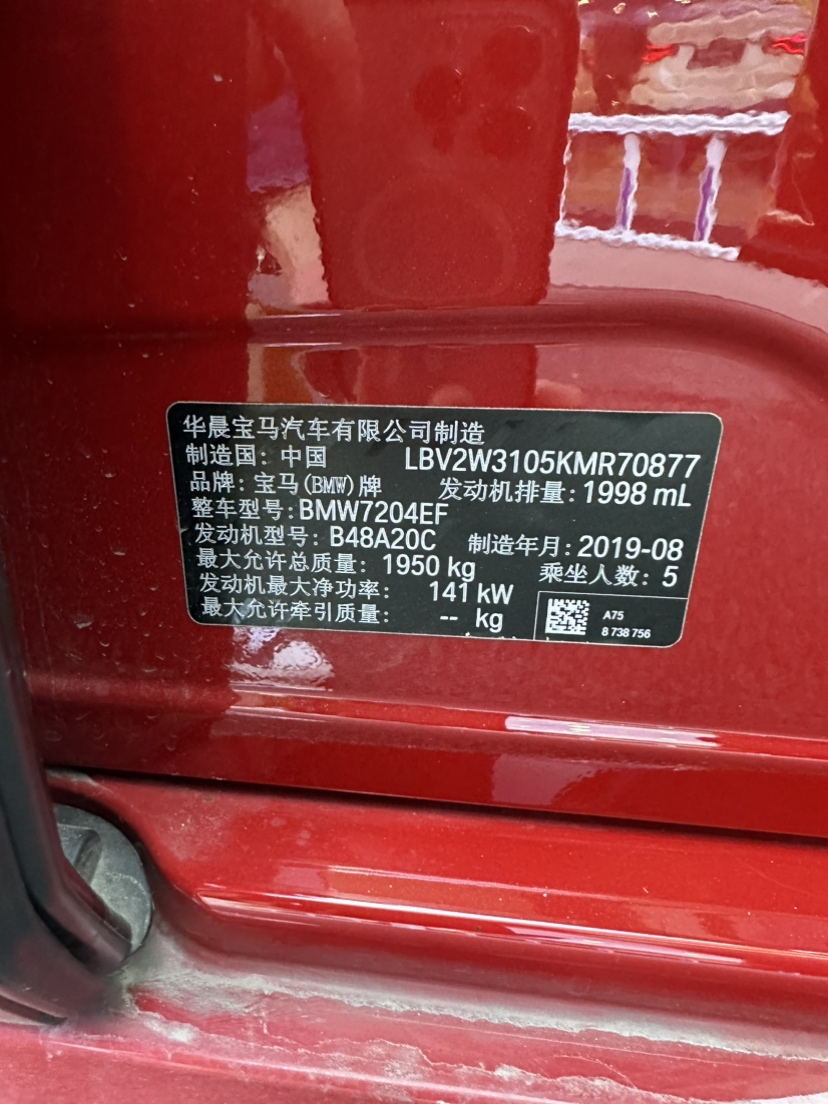 华晨宝马汽车有限公司制造
制造国: 中国 LBV2W3105KMR70877
品牌: 宝马(BMW)牌 发动机排量: 1998 mL
整车型号: BMW7204EF
发动机型号: B48A20C 制造年月: 2019-08
最大允许总质量: 1950 kg 乘坐人数: 5
发动机最大净功率: 141 kW
最大允许牵引质量: -- kg
A75
8 738 756